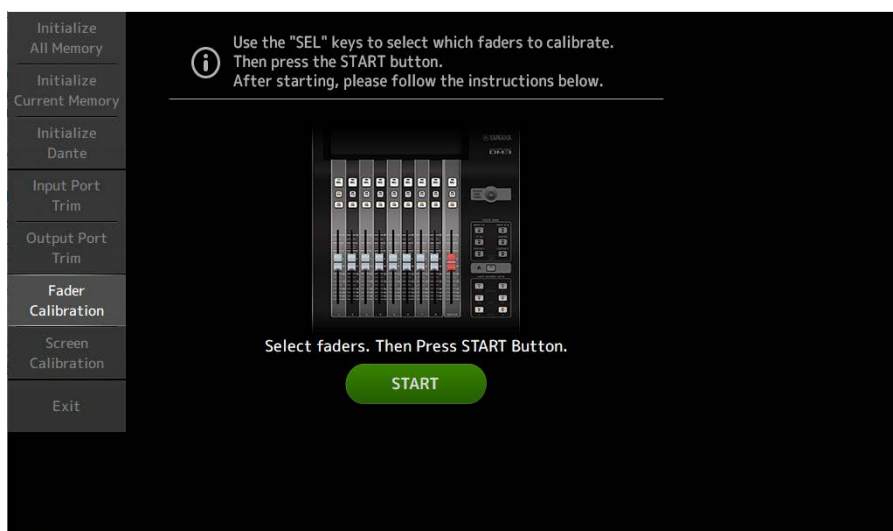 Initialize
All Memory
Initialize
Current Memory
Initialize
Dante
Input Port
Trim
Output Port
Trim
Fader
Calibration
Screen
Calibration
Exit
Use the "SEL" keys to select which faders to calibrate.
Then press the START button.
After starting, please follow the instructions below.
YAMAHA
DM3
Select faders. Then Press START Button.
START